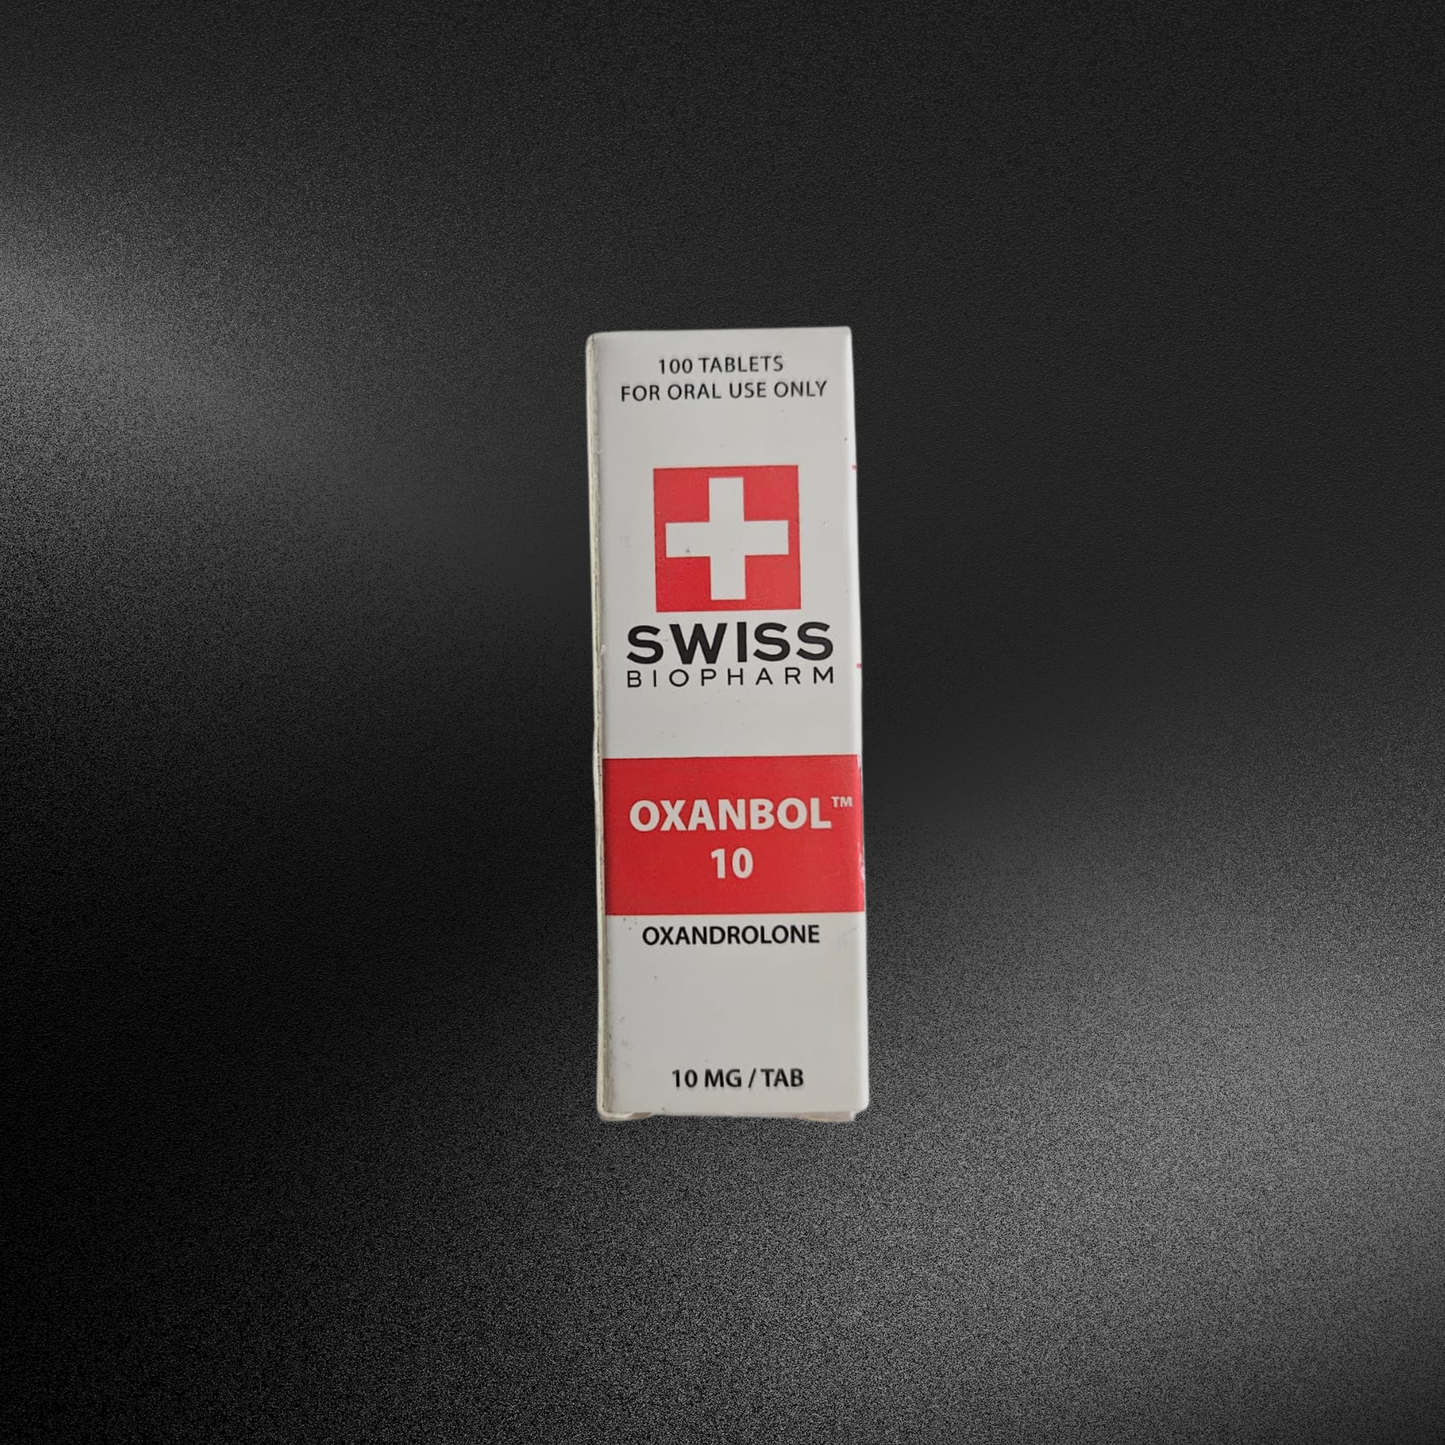 100 TABLETS
FOR ORAL USE ONLY
SWISS
BIOPHARM
OXANBOL™
10
OXANDROLONE
10 MG / TAB